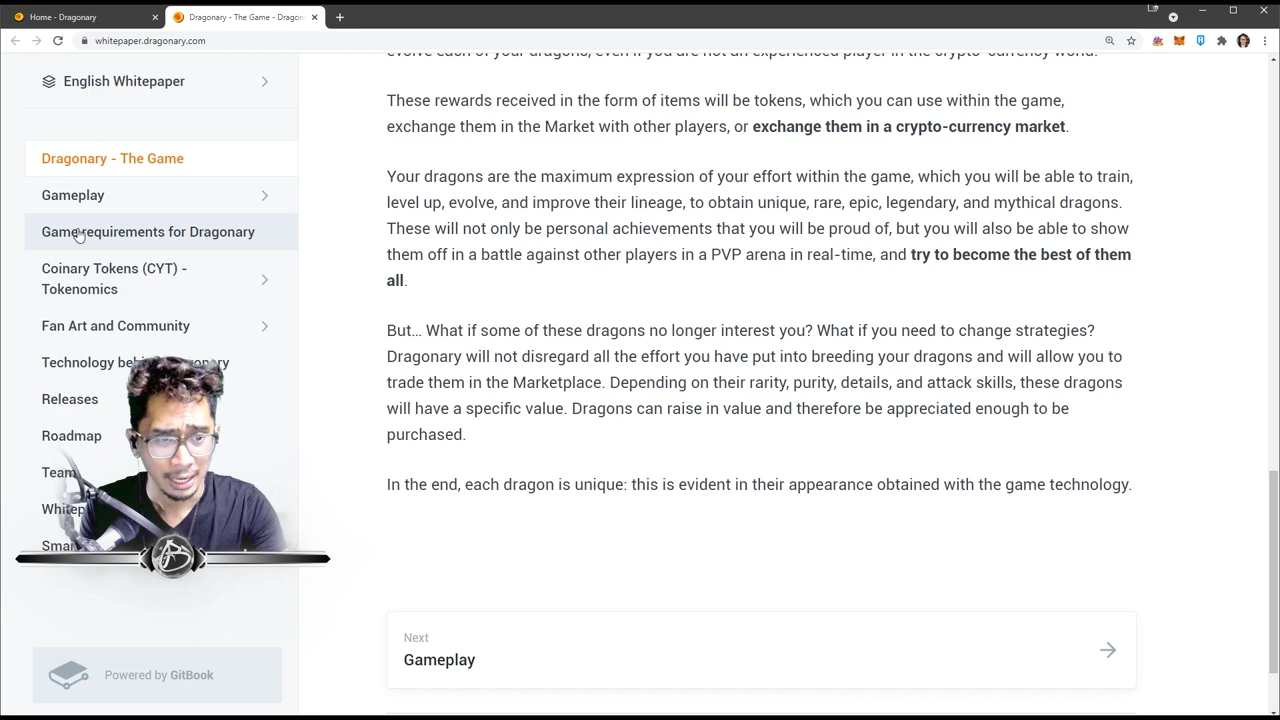 Home - Dragonary
Dragonary - The Game - Dragon
whitepaper.dragonary.com
English Whitepaper
Dragonary - The Game
Gameplay
Game requirements for Dragonary
Coinary Tokens (CYT) -
Tokenomics
Fan Art and Community
Technology
Releases
Roadmap
Team
Powered by GitBook
evolve each of your dragons, even if you are not an experienced player in the crypto-currency world.
These rewards received in the form of items will be tokens, which you can use within the game,
exchange them in the Market with other players, or exchange them in a crypto-currency market.
Your dragons are the maximum expression of your effort within the game, which you will be able to train,
level up, evolve, and improve their lineage, to obtain unique, rare, epic, legendary, and mythical dragons.
These will not only be personal achievements that you will be proud of, but you will also be able to show
them off in a battle against other players in a PVP arena in real-time, and try to become the best of them
all.
But... What if some of these dragons no longer interest you? What if you need to change strategies?
Dragonary will not disregard all the effort you have put into breeding your dragons and will allow you to
trade them in the Marketplace. Depending on their rarity, purity, details, and attack skills, these dragons
will have a specific value. Dragons can raise in value and therefore be appreciated enough to be
purchased.
In the end, each dragon is unique: this is evident in their appearance obtained with the game technology.
Next
Gameplay